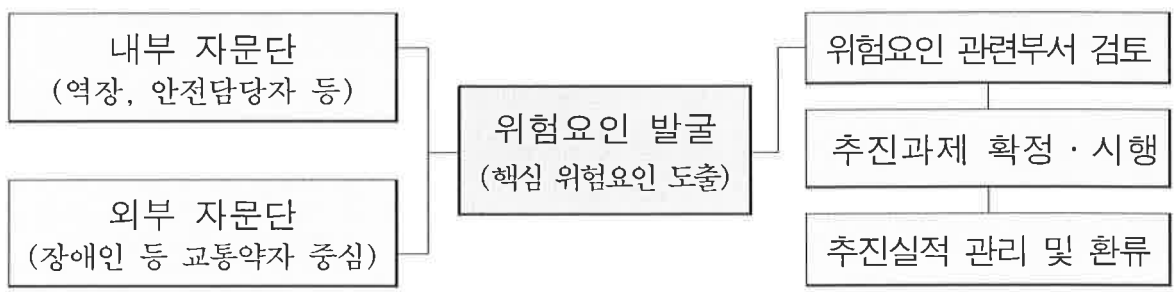 내부 자문단
(역장, 안전담당자 등)
외부 자문단
(장애인 등 교통약자 중심)
위험요인 발굴
(핵심 위험요인 도출)
위험요인 관련부서 검토
추진과제 확정 · 시행
추진실적 관리 및 환류